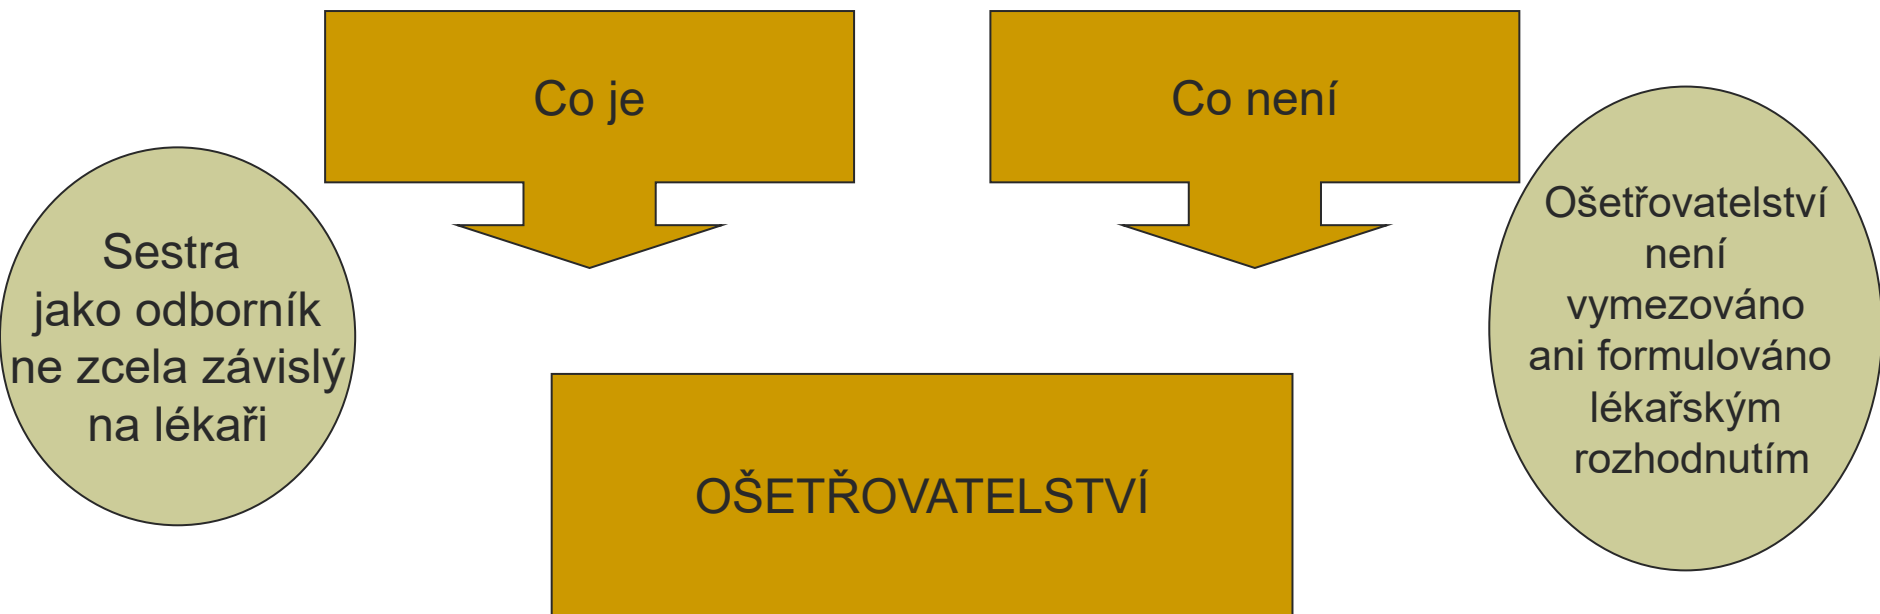 Co je
Co není
Sestra
jako odborník
ne zcela závislý
na lékaři
Ošetřovatelství
není
vymezováno
ani formulováno
lékařským
rozhodnutím
OŠETŘOVATELSTVÍ